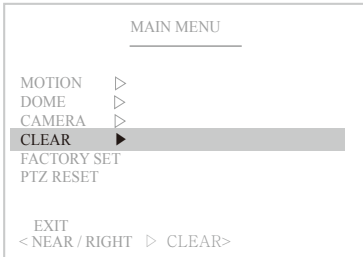 MAIN MENU
MOTION ▷
DOME ▷
CAMERA ▷
CLEAR ▶
FACTORY SET
PTZ RESET
EXIT
< NEAR / RIGHT ▷ CLEAR>